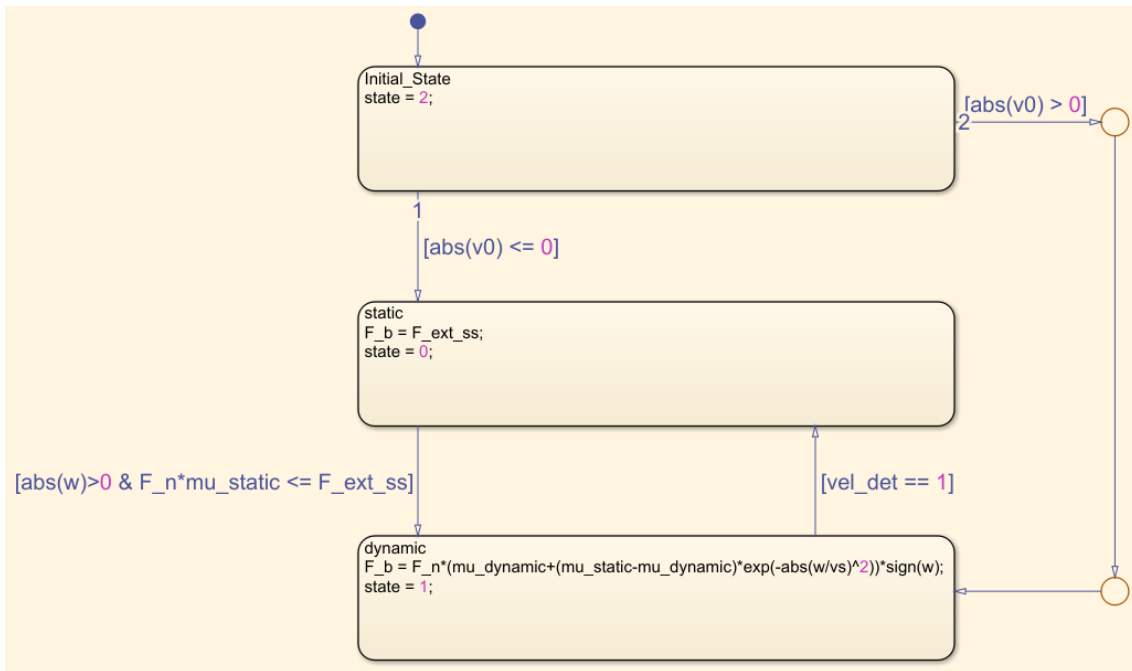 Initial_State
state = 2;
[abs(v0) > 0]
2
1
[abs(v0) <= 0]
static
F_b = F_ext_ss;
state = 0;
[abs(w)>0 & F_n*mu_static <= F_ext_ss]
[vel_det == 1]
dynamic
F_b = F_n*(mu_dynamic+(mu_static-mu_dynamic)*exp(-abs(w/vs)^2))*sign(w);
state = 1;